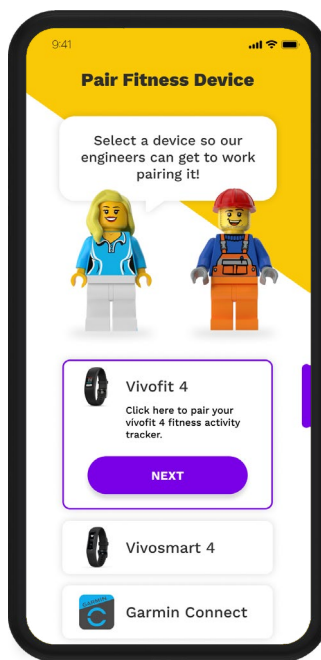 9:41
Pair Fitness Device
Select a device so our
engineers can get to work
pairing it!
Vivofit 4
Click here to pair your
vivofit 4 fitness activity
tracker.
NEXT
Vivosmart 4
GARMIN
Garmin Connect